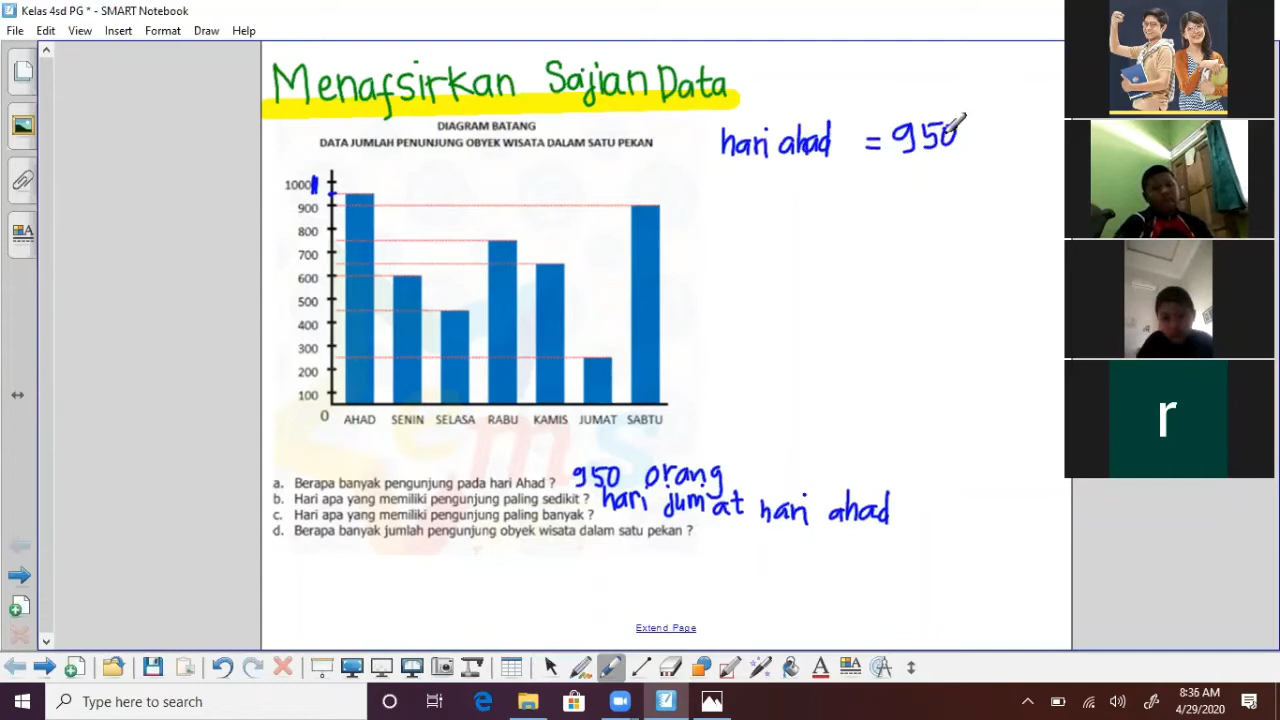 Kelas 4sd PG * - SMART Notebook
File Edit View Insert Format Draw Help
Menafsirkan Sajian Data
DIAGRAM BATANG
DATA JUMLAH PENUNJUNG OBYEK WISATA DALAM SATU PEKAN
hari ahad = 950
1000
900
800
700
600
500
400
300
200
100
0
AHAD SENIN SELASA RABU KAMIS JUMAT SABTU
a. Berapa banyak pengunjung pada hari Ahad ? 950 orang
b. Hari apa yang memiliki pengunjung paling sedikit ? hari jumat
c. Hari apa yang memiliki pengunjung paling banyak ? hari ahad
d. Berapa banyak jumlah pengunjung obyek wisata dalam satu pekan ?
Extend Page
r
Type here to search
8:36 AM
4/29/2020